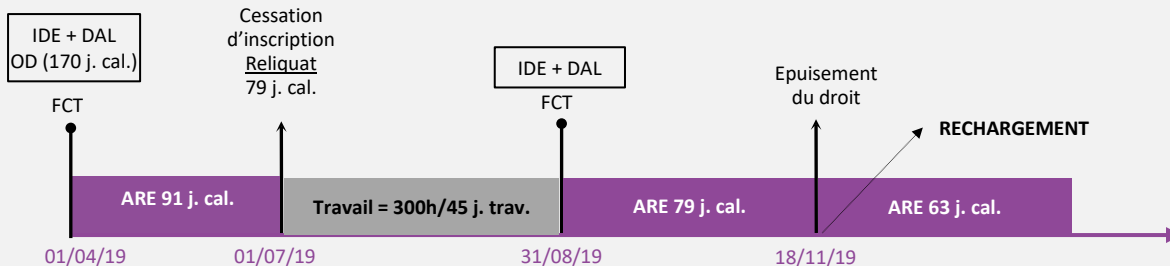 IDE + DAL
OD (170 j. cal.)
FCT
Cessation
d’inscription
Reliquat
79 j. cal.
IDE + DAL
FCT
Epuisement
du droit
RECHARGEMENT
ARE 91 j. cal.
Travail = 300h/45 j. trav.
ARE 79 j. cal.
ARE 63 j. cal.
01/04/19
01/07/19
31/08/19
18/11/19